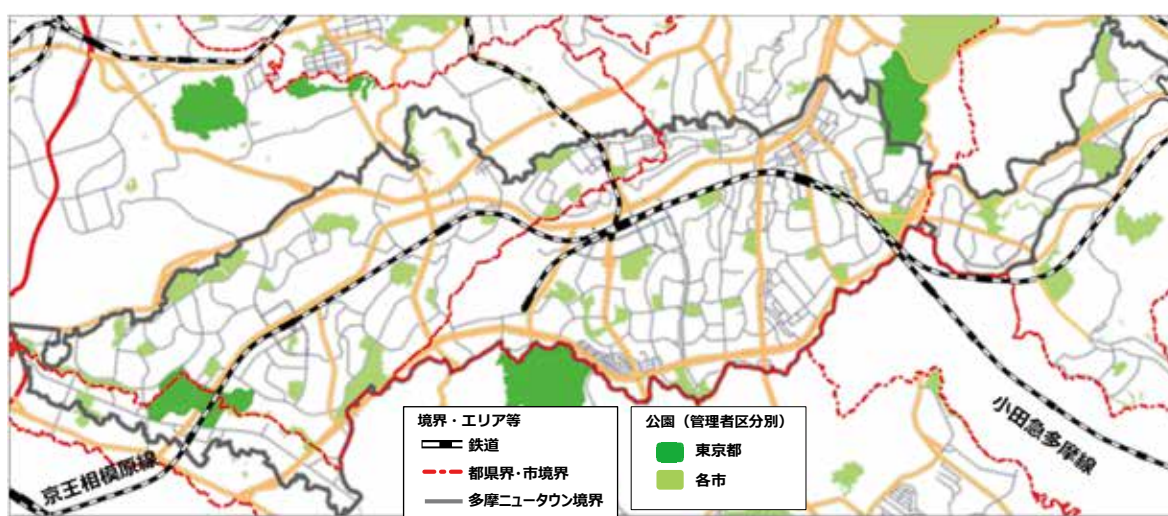 京王相模原線
小田急多摩線
境界・エリア等
鉄道
都県界・市境界
多摩ニュータウン境界
公園（管理者区分別）
東京都
各市